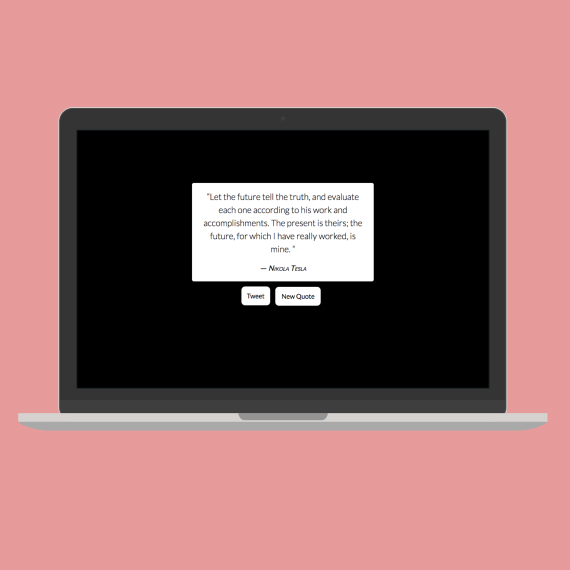 "Let the future tell the truth, and evaluate
each one according to his work and
accomplishments. The present is theirs; the
future, for which I have really worked, is
mine. "
— Nikola Tesla
Tweet New Quote